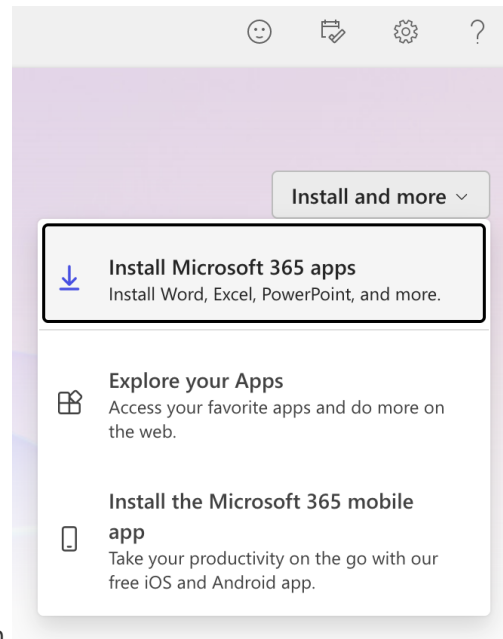 Install and more
Install Microsoft 365 apps
Install Word, Excel, PowerPoint, and more.
Explore your Apps
Access your favorite apps and do more on
the web.
Install the Microsoft 365 mobile
app
Take your productivity on the go with our
free iOS and Android app.